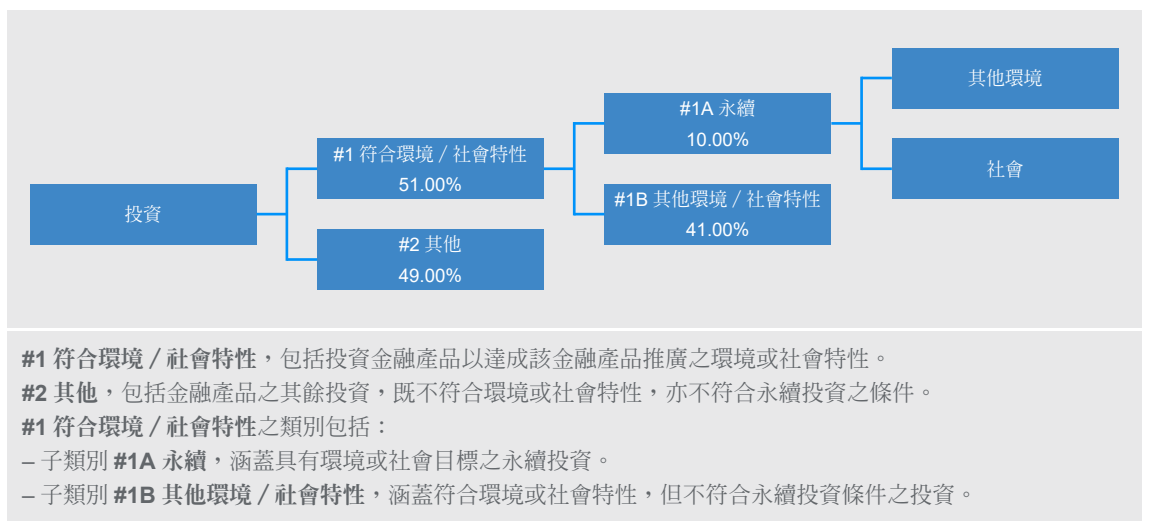 其他環境
#1A 永續
10.00%
#1 符合環境 / 社會特性
51.00%
社會
投資
#1B 其他環境 / 社會特性
41.00%
#2 其他
49.00%
#1 符合環境 / 社會特性，包括投資金融產品以達成該金融產品推廣之環境或社會特性。
#2 其他，包括金融產品之其餘投資，既不符合環境或社會特性，亦不符合永續投資之條件。
#1 符合環境 / 社會特性之類別包括：
– 子類別 #1A 永續，涵蓋具有環境或社會目標之永續投資。
– 子類別 #1B 其他環境 / 社會特性，涵蓋符合環境或社會特性，但不符合永續投資條件之投資。